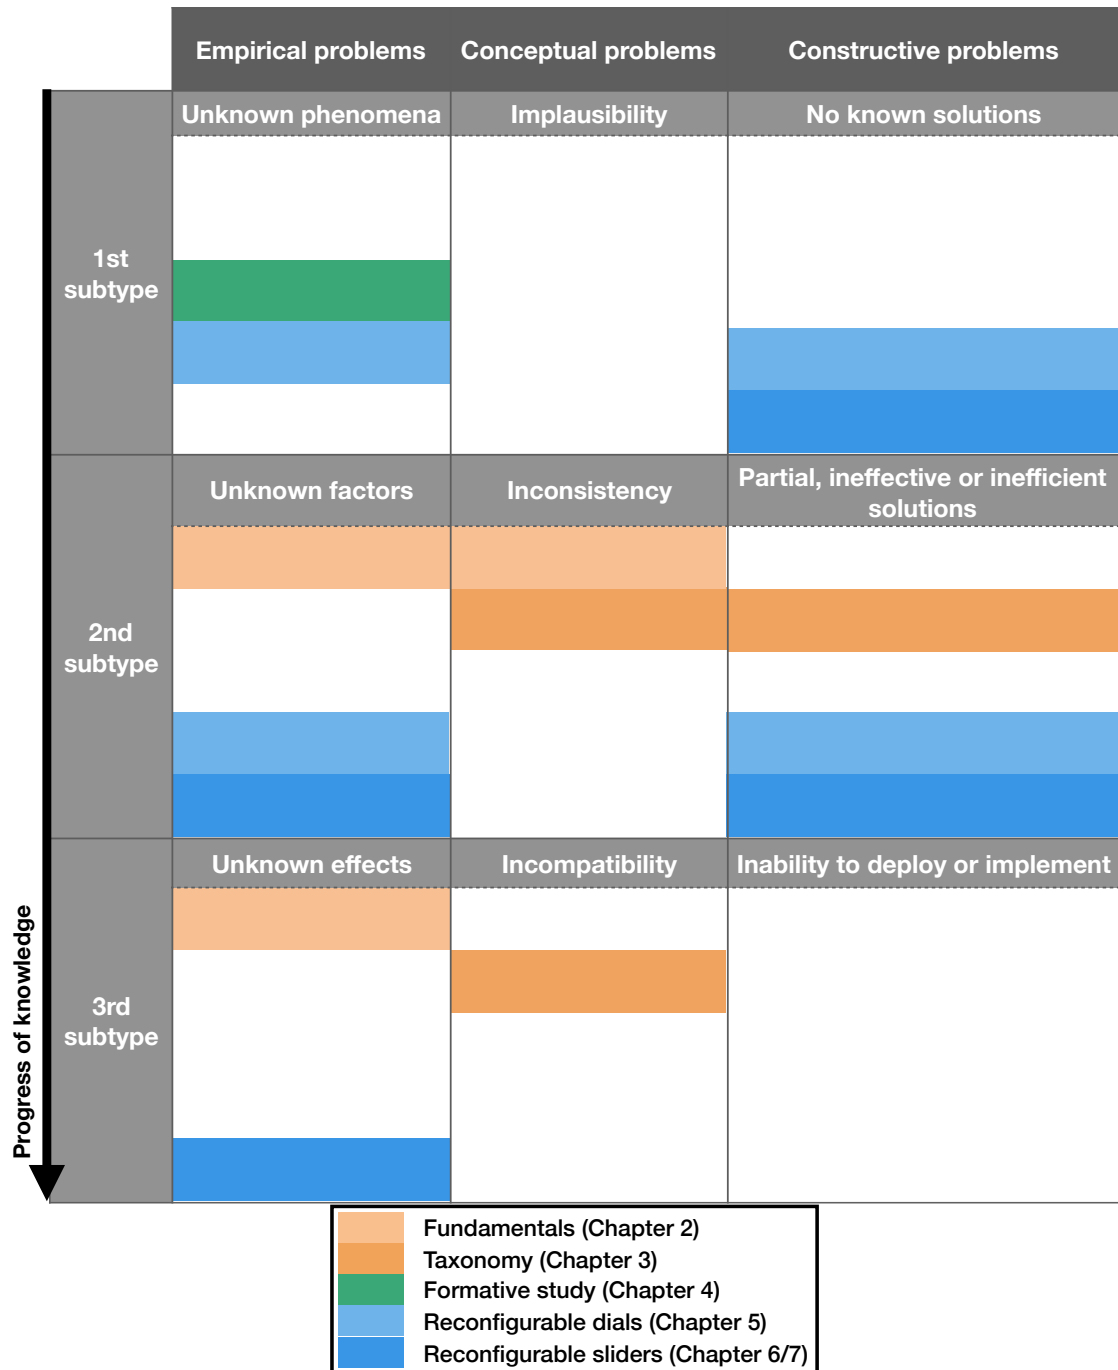 Empirical problems
Conceptual problems
Constructive problems
Unknown phenomena
Implausibility
No known solutions
1st
subtype
Unknown factors
Inconsistency
Partial, ineffective or inefficient
solutions
2nd
subtype
Unknown effects
Incompatibility
Inability to deploy or implement
3rd
subtype
Progress of knowledge
Fundamentals (Chapter 2)
Taxonomy (Chapter 3)
Formative study (Chapter 4)
Reconfigurable dials (Chapter 5)
Reconfigurable sliders (Chapter 6/7)